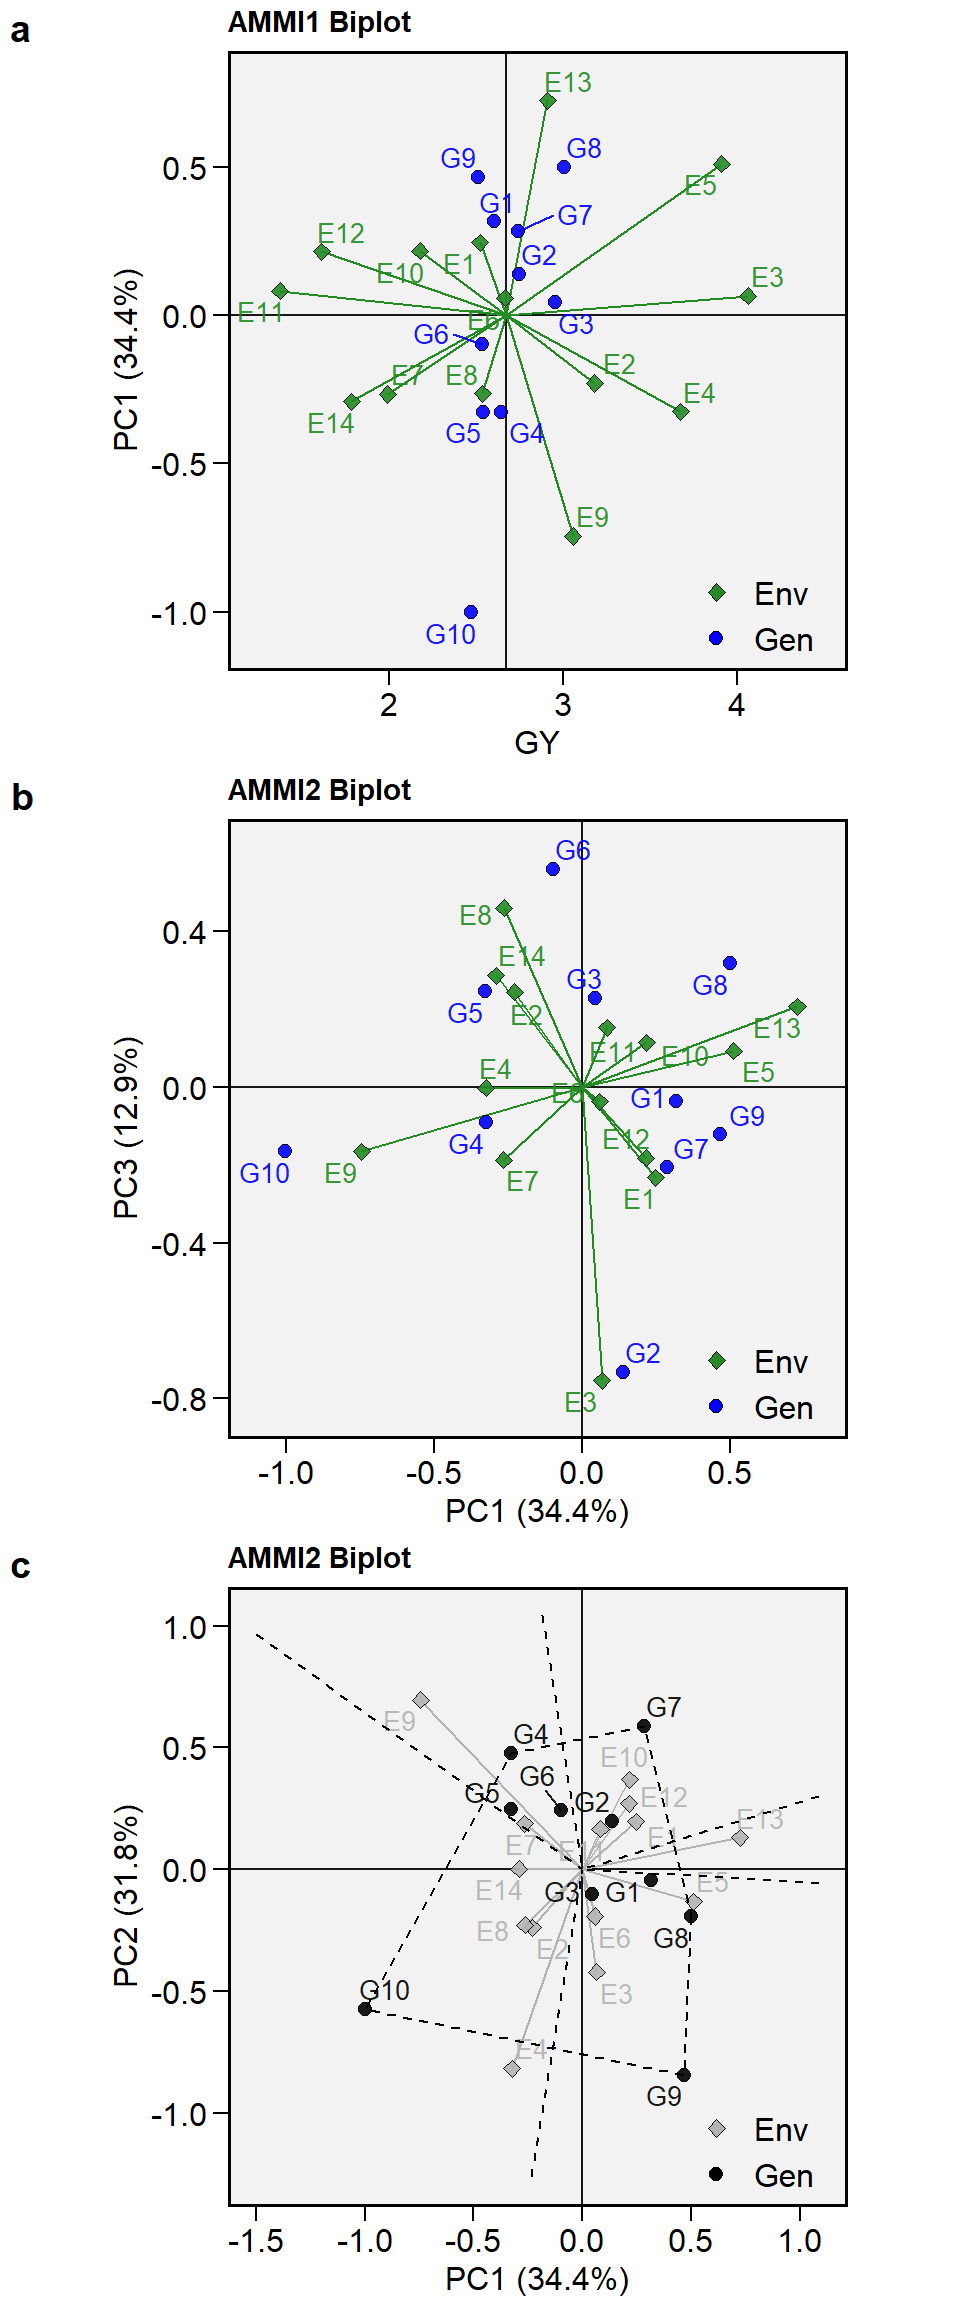 a
AMMI1 Biplot
E13
G9
G8
E5
G1
G7
E12
E10
E1
G2
E3
E11
E6
G3
G6
E2
E7
E8
E4
E14
G5
G4
E9
G10
0.5
0.0
-0.5
-1.0
PC1 (34.4%)
Env
Gen
2
3
4
GY
b
AMMI2 Biplot
G6
E8
E14
G3
G8
G5
E2
E13
E11
E10
E5
E4
E6
G1
G9
G4
E12
G7
G10
E9
E7
E1
G2
E3
0.4
0.0
-0.4
-0.8
PC3 (12.9%)
Env
Gen
-1.0
-0.5
0.0
0.5
PC1 (34.4%)
c
AMMI2 Biplot
E9
G4
G7
E10
G6
G5
G2
E12
E13
E7
E11
E1
E14
G3
G1
E5
E8
E2
E6
G8
E3
G10
E4
G9
1.0
0.5
0.0
-0.5
-1.0
PC2 (31.8%)
Env
Gen
-1.5
-1.0
-0.5
0.0
0.5
1.0
PC1 (34.4%)